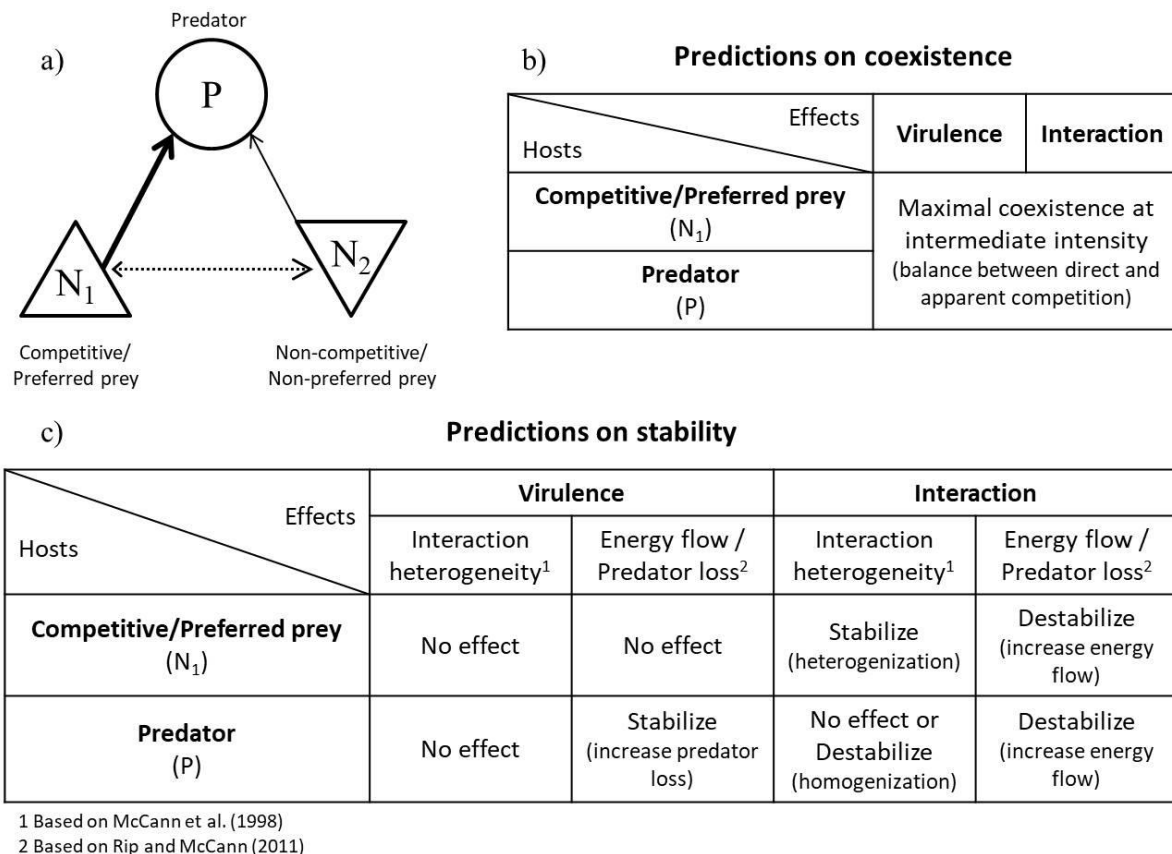 a)
Predator
P
N₁
N₂
Competitive/
Preferred prey
Non-competitive/
Non-preferred prey
b)
Predictions on coexistence
Effects
Hosts
Virulence
Interaction
Competitive/Preferred prey
(N₁)
Predator
(P)
Maximal coexistence at
intermediate intensity
(balance between direct and
apparent competition)
c)
Predictions on stability
Effects
Hosts
Virulence
Interaction
Interaction
heterogeneity¹
Energy flow /
Predator loss²
Interaction
heterogeneity¹
Energy flow /
Predator loss²
Competitive/Preferred prey
(N₁)
No effect
No effect
Stabilize
(heterogenization)
Destabilize
(increase energy
flow)
Predator
(P)
No effect
Stabilize
(increase predator
loss)
No effect or
Destabilize
(homogenization)
Destabilize
(increase energy
flow)
1 Based on McCann et al. (1998)
2 Based on Rip and McCann (2011)